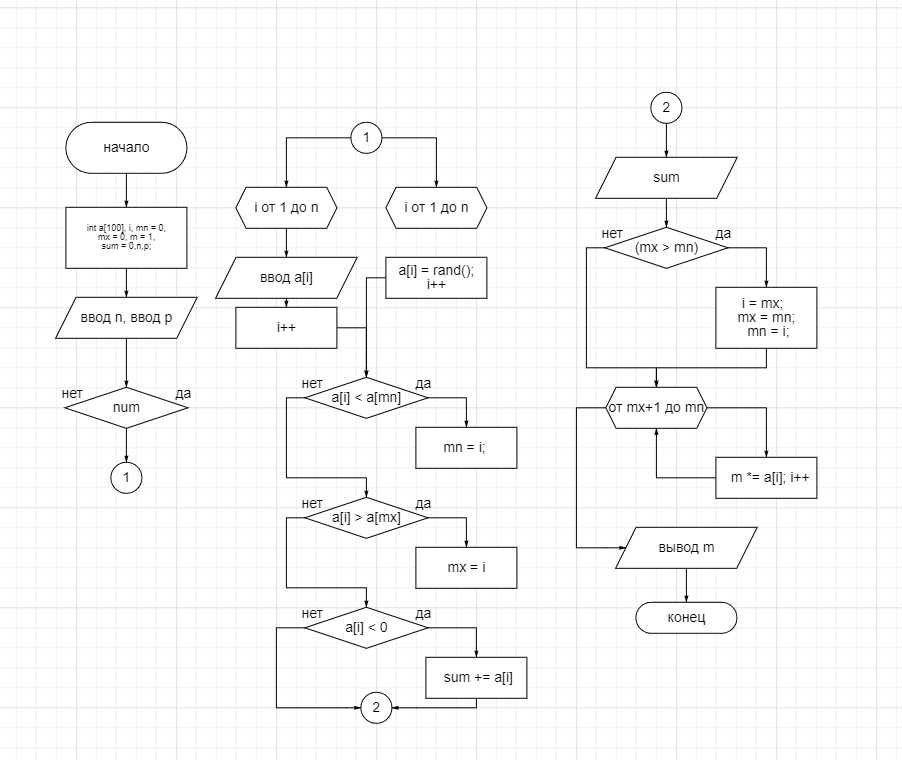 начало
int a[100], i, mn = 0,
mx = 0, m = 1,
sum = 0,n,p;
ввод n, ввод p
нет
да
num
1
1
i от 1 до n
i от 1 до n
ввод a[i]
a[i] = rand();
i++
i++
нет
да
a[i] < a[mn]
mn = i;
нет
да
a[i] > a[mx]
mx = i
нет
да
a[i] < 0
sum += a[i]
2
2
sum
нет
да
(mx > mn)
i = mx;
mx = mn;
mn = i;
от mx+1 до mn
m *= a[i]; i++
вывод m
конец